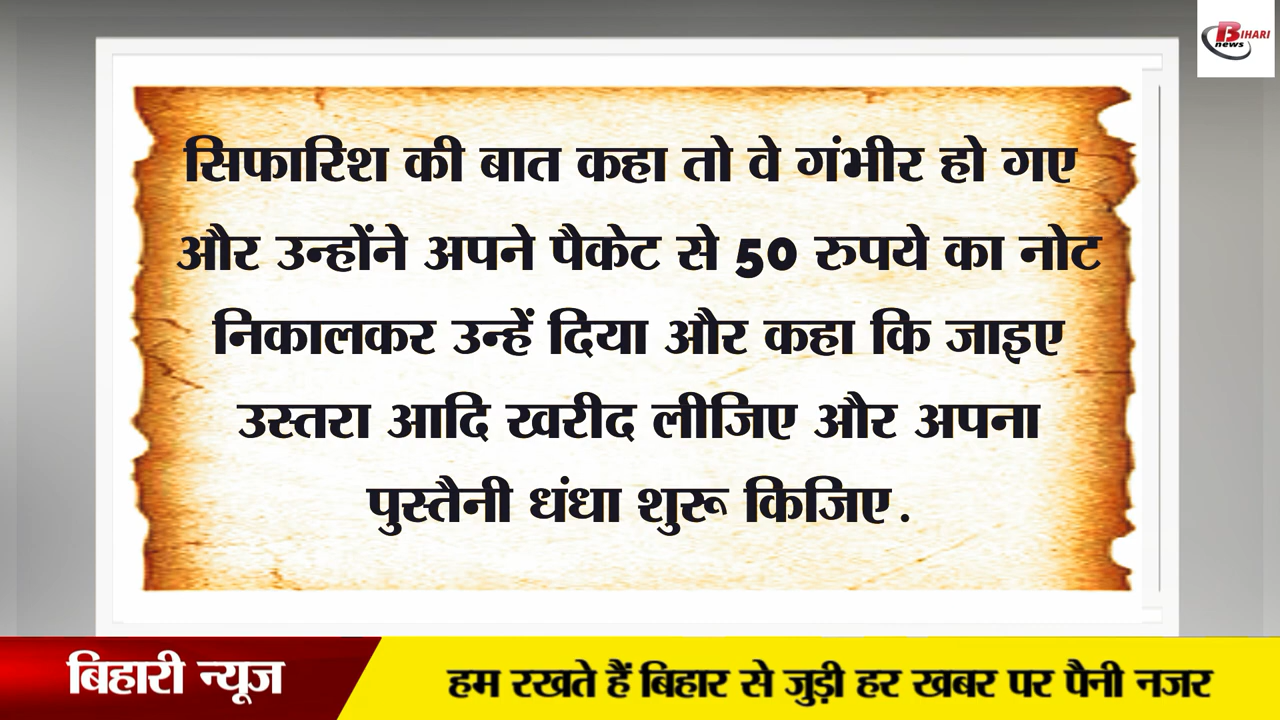 BIHARI
news
सिफारिश की बात कहा तो वे गंभीर हो गए
और उन्होंने अपने पैकेट से 50 रुपये का नोट
निकालकर उन्हें दिया और कहा कि जाइए
उस्तरा आदि खरीद लीजिए और अपना
पुस्तैनी धंधा शुरू किजिए.
बिहारी न्यूज
हम रखते हैं बिहार से जुड़ी हर खबर पर पैनी नजर